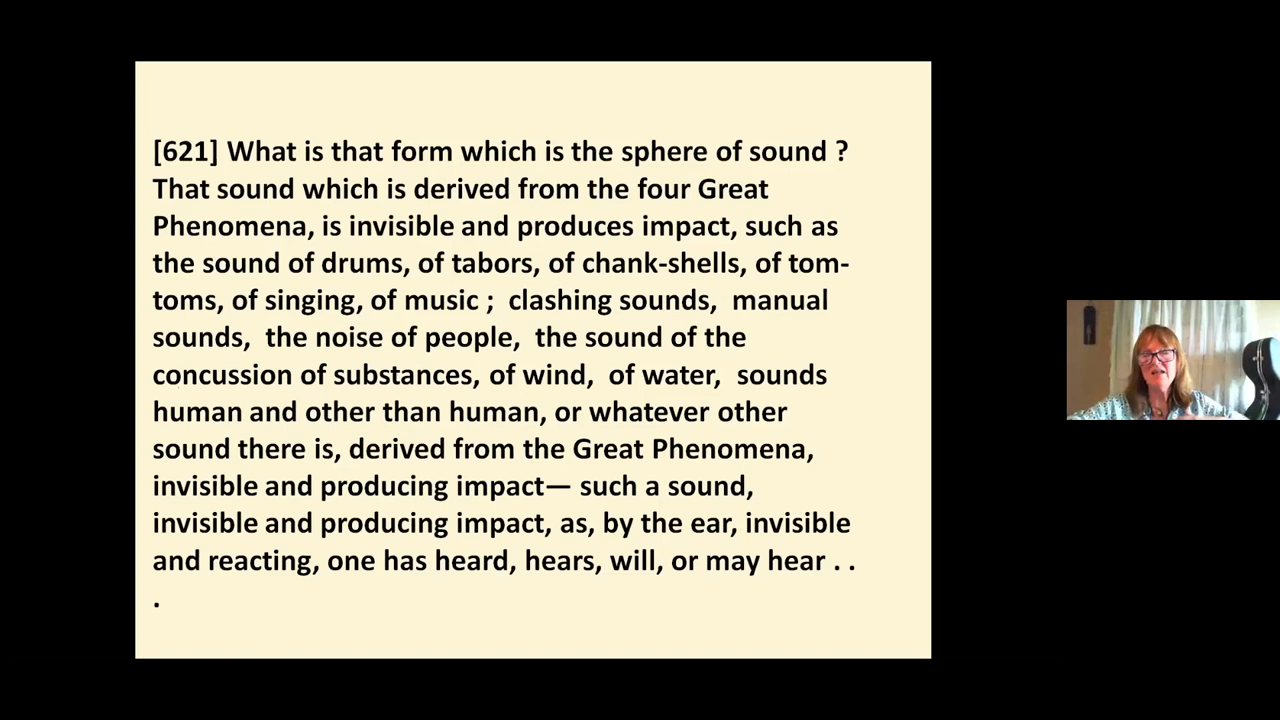 [621] What is that form which is the sphere of sound ?
That sound which is derived from the four Great
Phenomena, is invisible and produces impact, such as
the sound of drums, of tabors, of chank-shells, of tom-
toms, of singing, of music ;  clashing sounds,  manual
sounds,  the noise of people,  the sound of the
concussion of substances, of wind,  of water,  sounds
human and other than human, or whatever other
sound there is, derived from the Great Phenomena,
invisible and producing impact— such a sound,
invisible and producing impact, as, by the ear, invisible
and reacting, one has heard, hears, will, or may hear . .
.